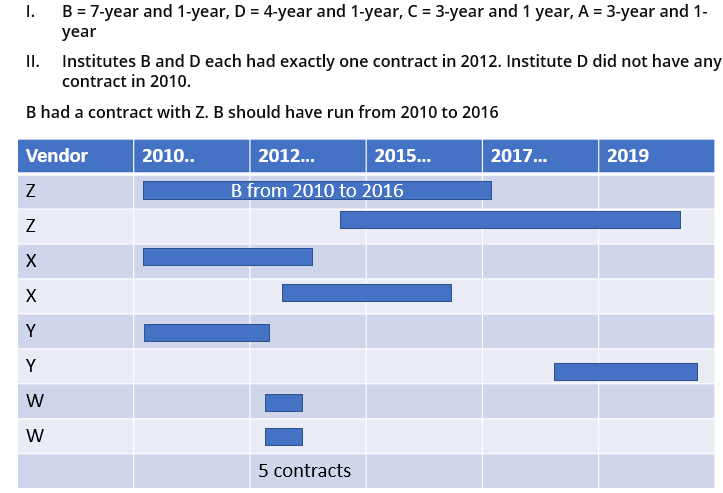 I. B = 7-year and 1-year, D = 4-year and 1-year, C = 3-year and 1 year, A = 3-year and 1-
year
II. Institutes B and D each had exactly one contract in 2012. Institute D did not have any
contract in 2010.
B had a contract with Z. B should have run from 2010 to 2016
Vendor 2010.. 2012... 2015... 2017... 2019
Z B from 2010 to 2016
Z
X
X
Y
Y
W
W
5 contracts